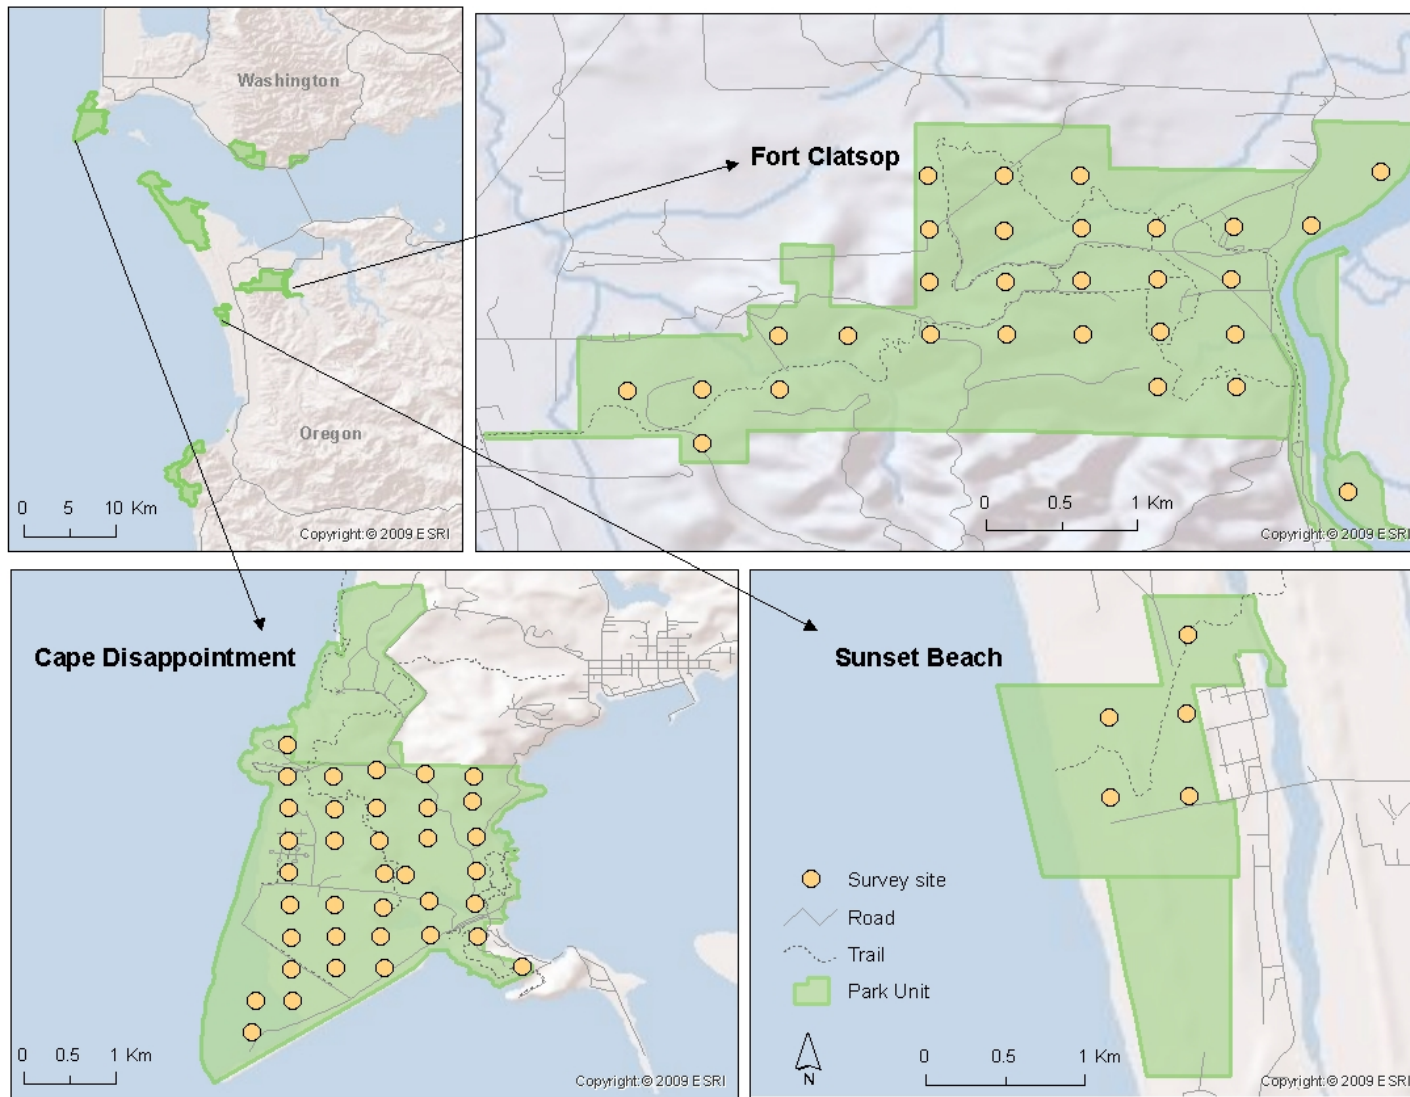 Washington
Oregon
0 5 10 Km
Copyright:© 2009 ESRI
Fort Clatsop
0 0.5 1 Km
Copyright:© 2009 ESRI
Cape Disappointment
0 0.5 1 Km
Copyright:© 2009 ESRI
Sunset Beach
Survey site
Road
Trail
Park Unit
N
0 0.5 1 Km
Copyright:© 2009 ESRI